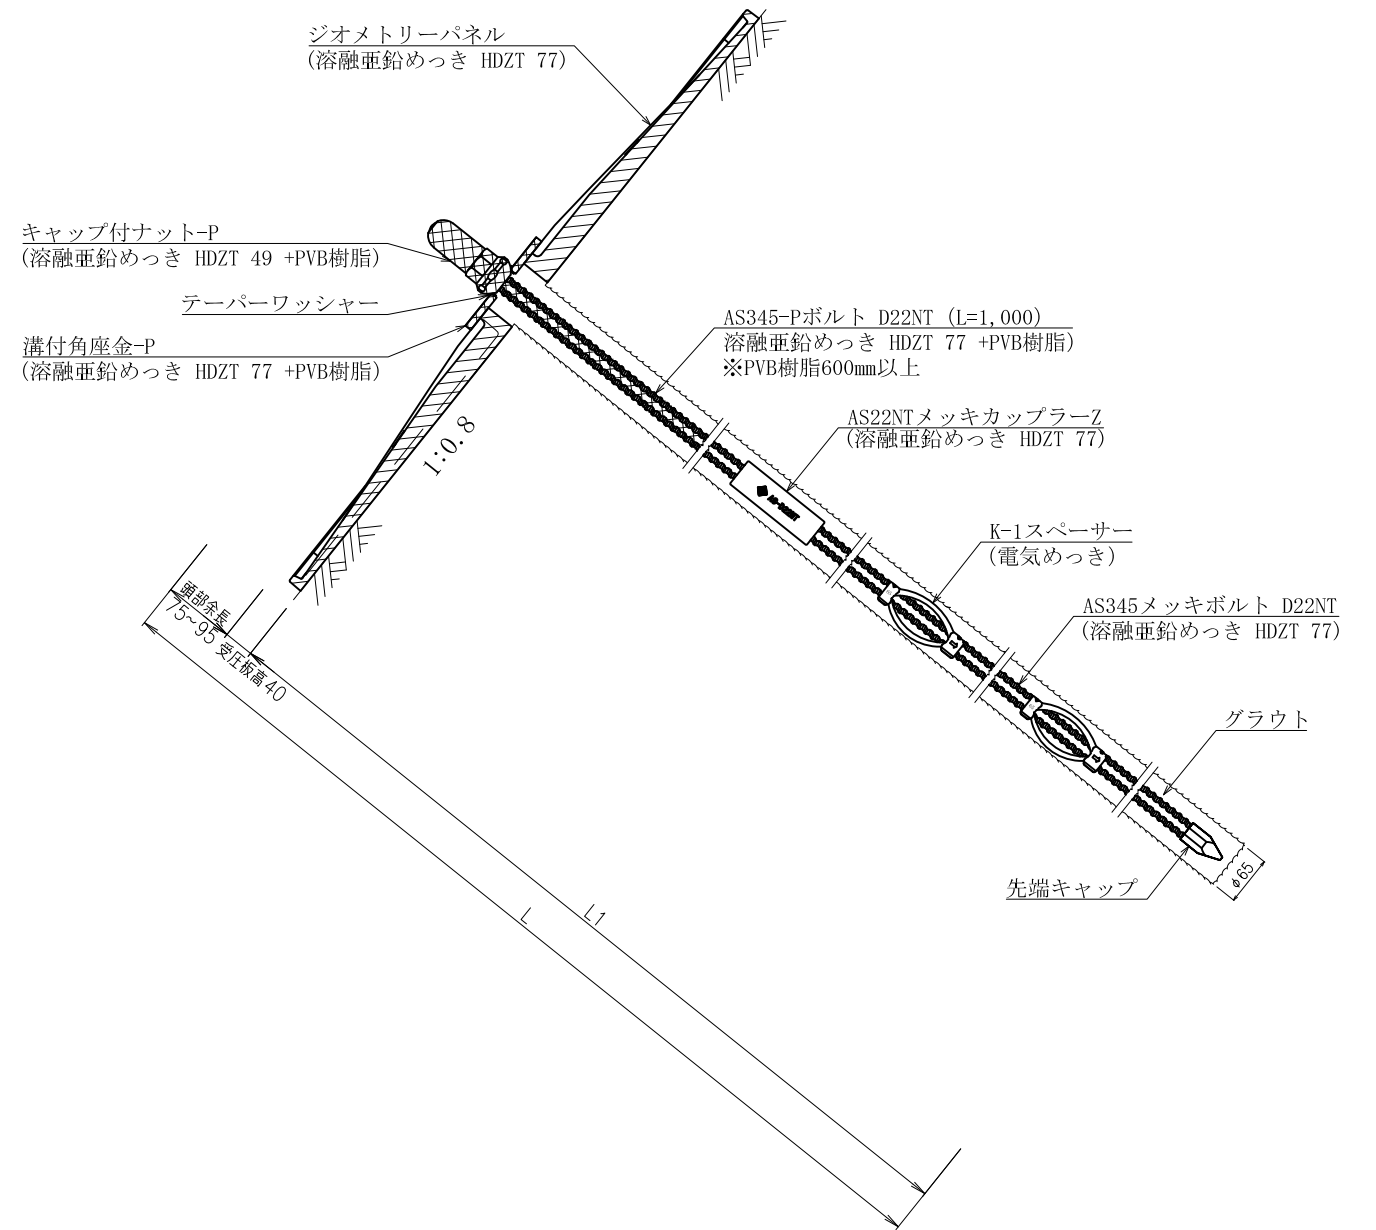 ジオメトリーパネル
(溶融亜鉛めっき HDZT 77)
キャップ付ナット-P
(溶融亜鉛めっき HDZT 49 +PVB樹脂)
テーパーワッシャー
溝付角座金-P
(溶融亜鉛めっき HDZT 77 +PVB樹脂)
AS345-Pボルト D22NT (L=1,000)
溶融亜鉛めっき HDZT 77 +PVB樹脂)
※PVB樹脂600mm以上
AS22NTメッキカップラーZ
(溶融亜鉛めっき HDZT 77)
1:0.8
K-1スペーサー
(電気めっき)
AS345メッキボルト D22NT
(溶融亜鉛めっき HDZT 77)
グラウト
先端キャップ
φ65
頭部余長
75~95
受圧板高40
L
L1